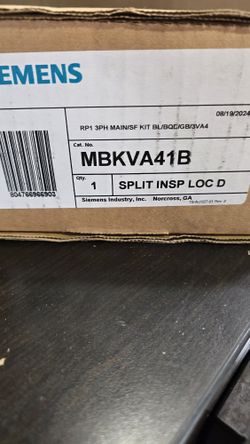 SIEMENS
08/19/2024
RP1 3PH MAIN/SF KIT BL/BQE/GB/3VA4
Cat. No.
MBKVA41B
Qty.
1
SPLIT INSP LOC D
804766966903
Siemens Industry, Inc. Norcross, GA